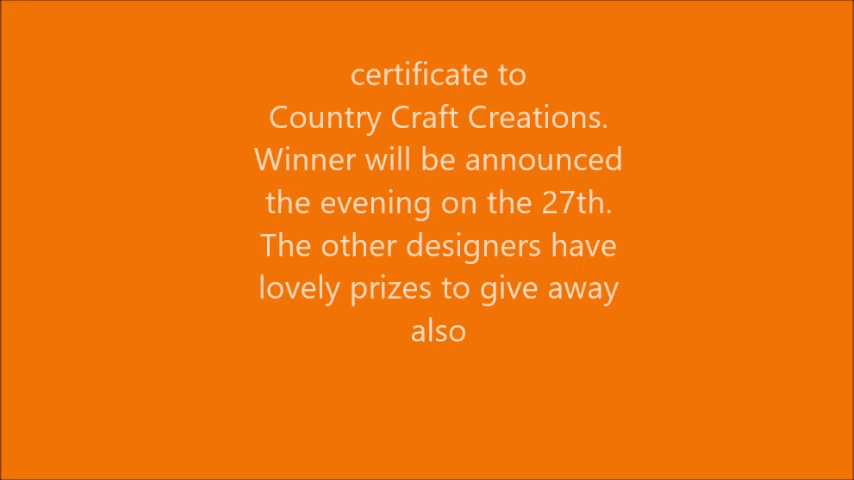 certificate to
Country Craft Creations.
Winner will be announced
the evening on the 27th.
The other designers have
lovely prizes to give away
also